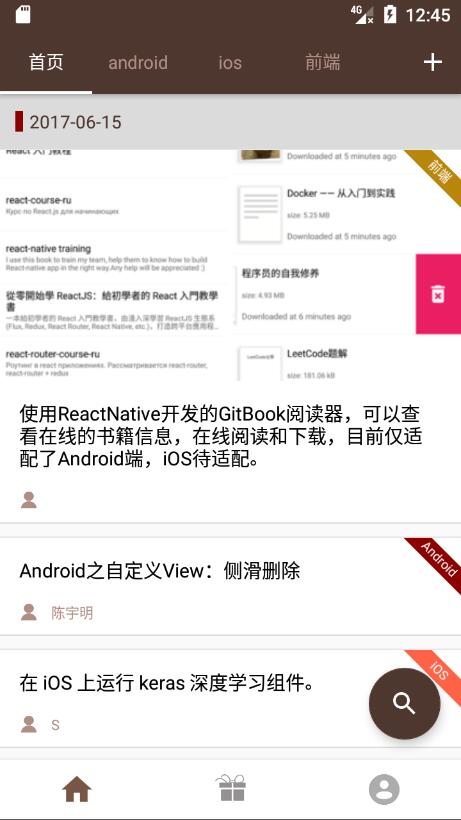 4G
12:45
首页
android
ios
前端
2017-06-15
React 入门教程
react-course-ru
Курс по React.js для начинающих
react-native training
I use this book to train my team, help them to know how to build
React-native app in the right way.Any help will be appreciated :)
從零開始學 ReactJS：給初學者的 React 入門教學
書
一本給初學者的 React 入門教學書，由淺入深學習 ReactJS 生態系
(Flux, Redux, React Router, React Native, etc.)，打造跨平台應用程...
react-router-course-ru
Роутинг в react приложениях. Рассматривается react-router,
react-router + redux
Downloaded at 5 minutes ago
Docker —— 从入门到实践
size: 5.25 MB
Downloaded at 5 minutes ago
程序员的自我修养
size: 4.93 MB
Downloaded at 6 minutes ago
LeetCode题解
LeetCode题解
size: 181.06 kB
前端
使用ReactNative开发的GitBook阅读器，可以查
看在线的书籍信息，在线阅读和下载，目前仅适
配了Android端，iOS待适配。
Android
Android之自定义View：侧滑删除
陈宇明
iOS
在 iOS 上运行 keras 深度学习组件。
S